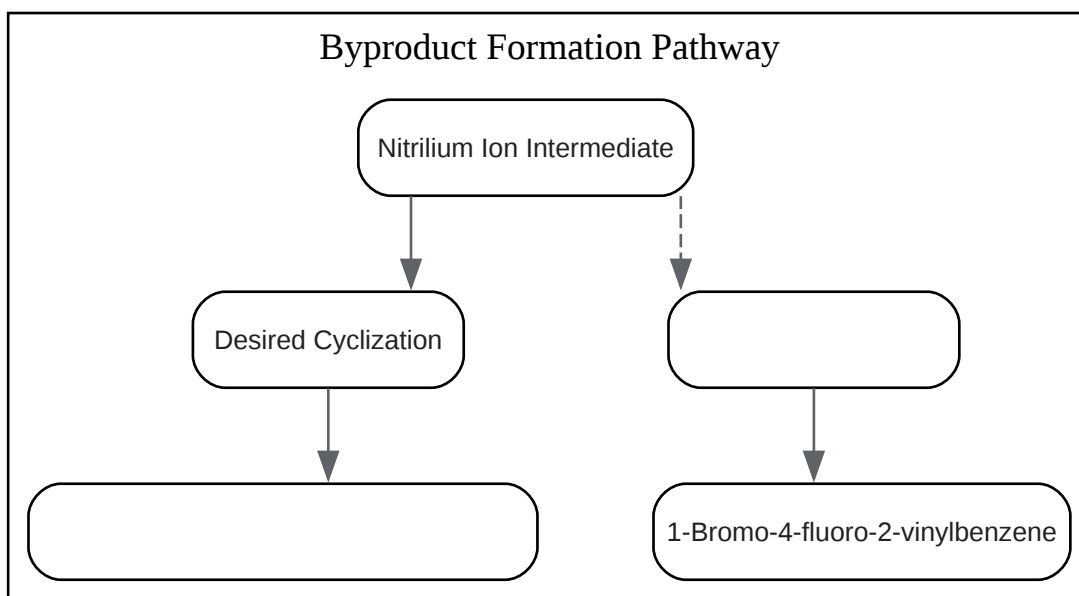 Byproduct Formation Pathway
Nitrilium Ion Intermediate
Desired Cyclization
1-Bromo-4-fluoro-2-vinylbenzene